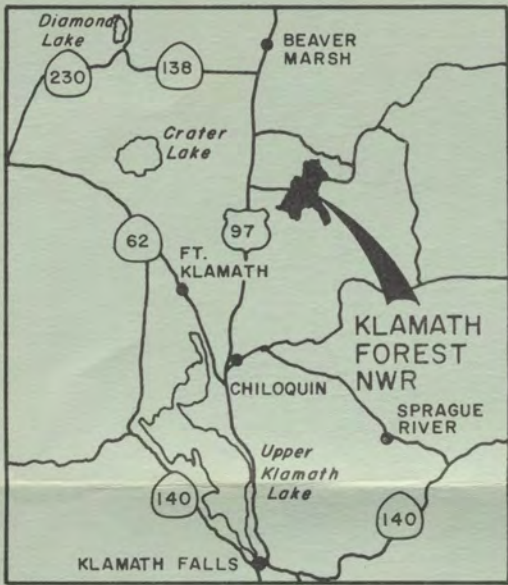 Diamond
Lake
BEAVER
MARSH
230
138
Crater
Lake
97
62
FT.
KLAMATH
KLAMATH
FOREST
NWR
CHILOQUIN
SPRAGUE
RIVER
Upper
Klamath
Lake
140
140
KLAMATH FALLS